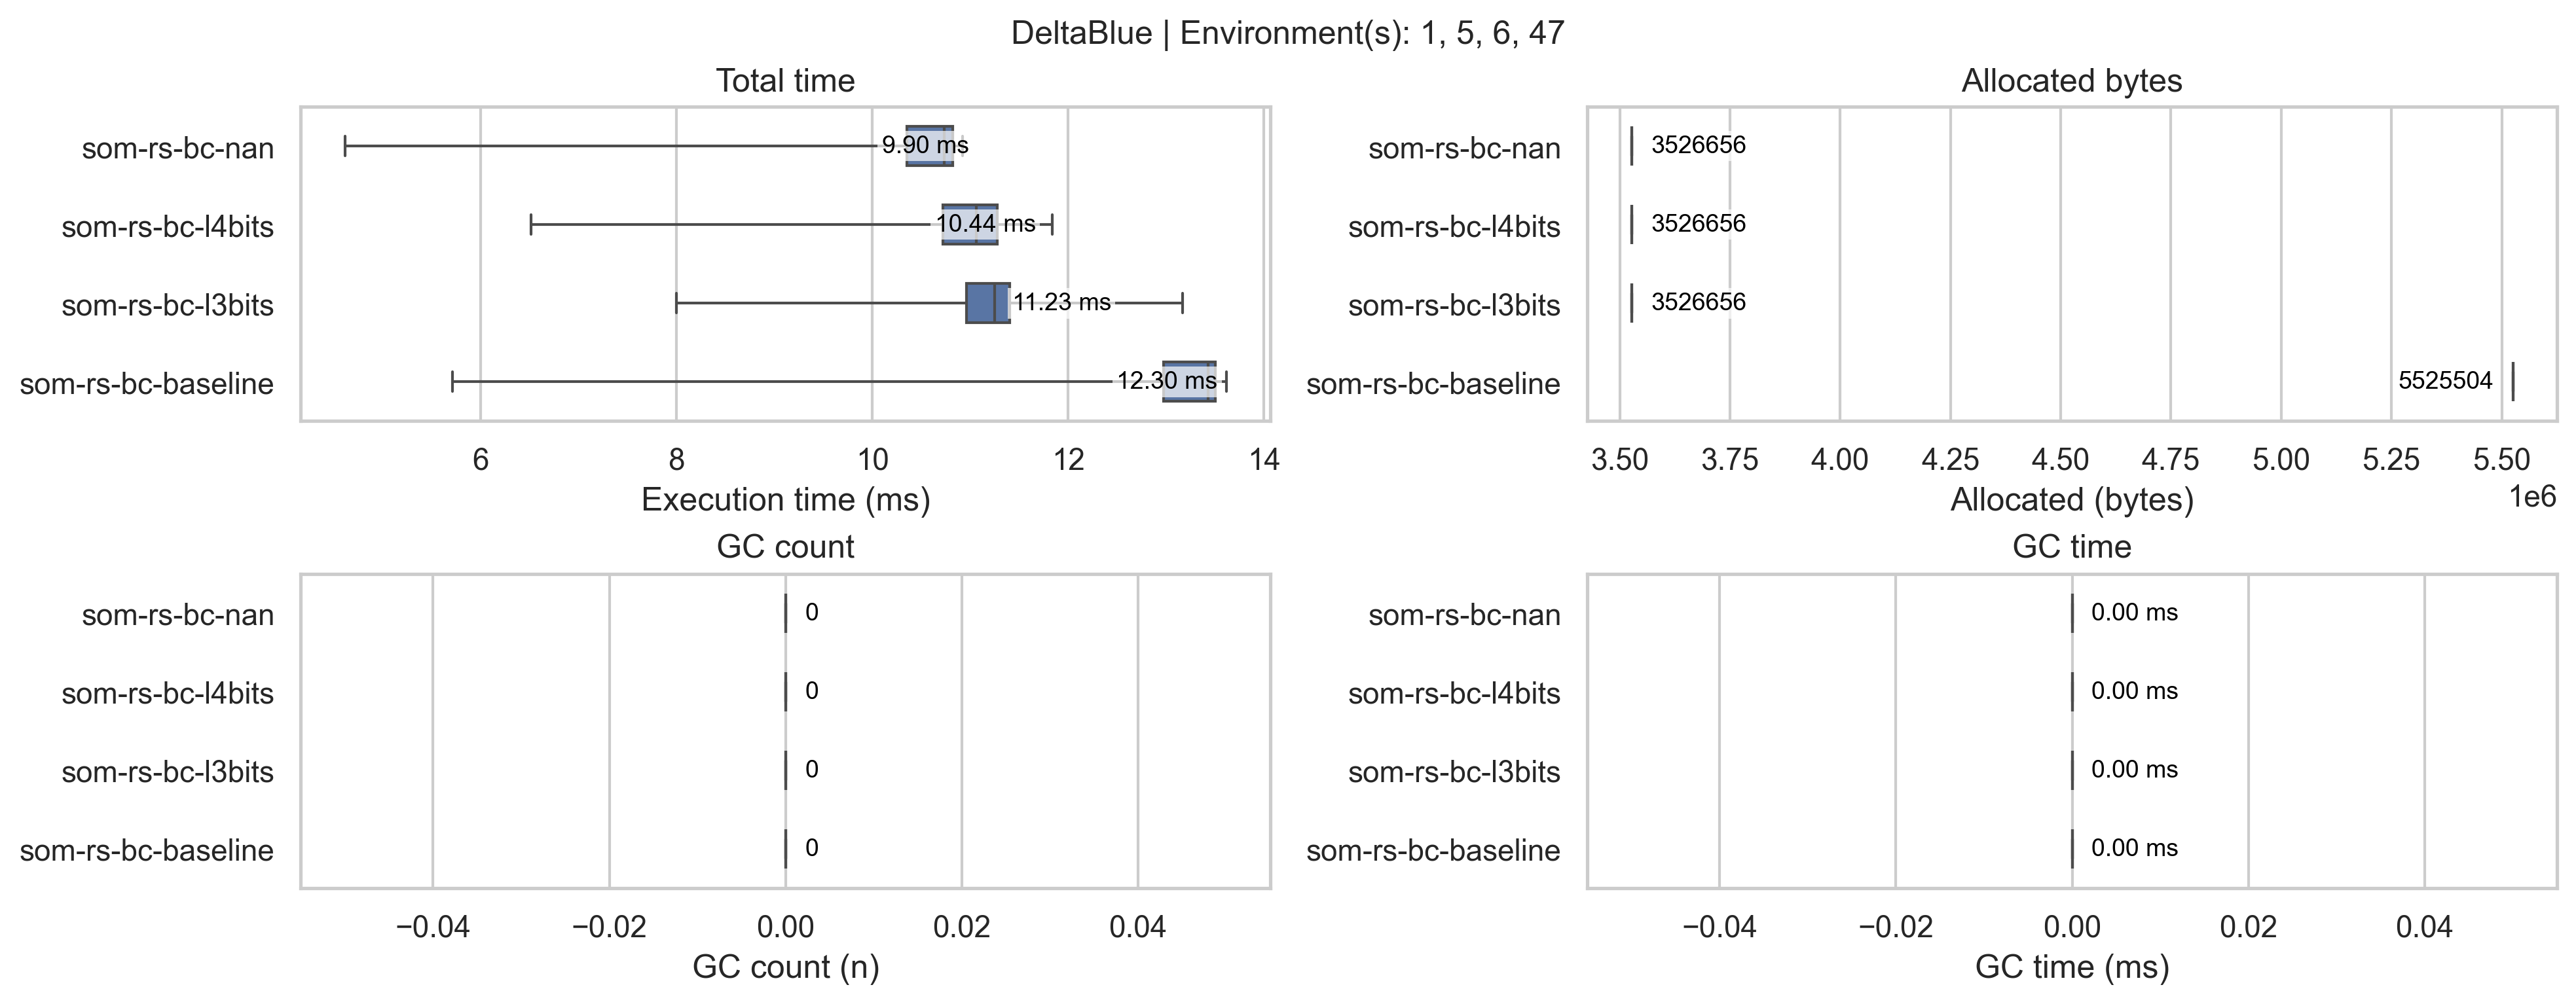 DeltaBlue | Environment(s): 1, 5, 6, 47
Total time
som-rs-bc-nan
9.90 ms
som-rs-bc-l4bits
10.44 ms
som-rs-bc-l3bits
11.23 ms
som-rs-bc-baseline
12.30 ms
6 8 10 12 14
Execution time (ms)
Allocated bytes
som-rs-bc-nan
3526656
som-rs-bc-l4bits
3526656
som-rs-bc-l3bits
3526656
som-rs-bc-baseline
5525504
3.50 3.75 4.00 4.25 4.50 4.75 5.00 5.25 5.50
1e6
Allocated (bytes)
GC count
som-rs-bc-nan
0
som-rs-bc-l4bits
0
som-rs-bc-l3bits
0
som-rs-bc-baseline
0
−0.04 −0.02 0.00 0.02 0.04
GC count (n)
GC time
som-rs-bc-nan
0.00 ms
som-rs-bc-l4bits
0.00 ms
som-rs-bc-l3bits
0.00 ms
som-rs-bc-baseline
0.00 ms
−0.04 −0.02 0.00 0.02 0.04
GC time (ms)